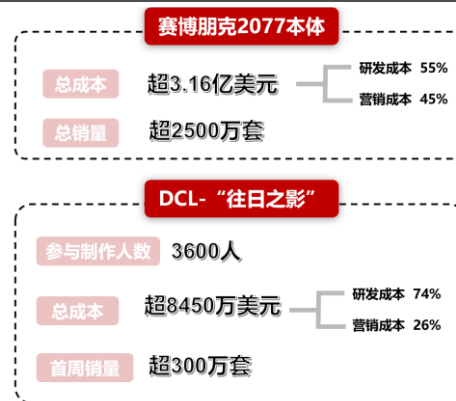 赛博朋克2077本体
总成本 超3.16亿美元 研发成本 55%
营销成本 45%
总销量 超2500万套
DCL-“往日之影”
参与制作人数 3600人
总成本 超8450万美元 研发成本 74%
营销成本 26%
首周销量 超300万套